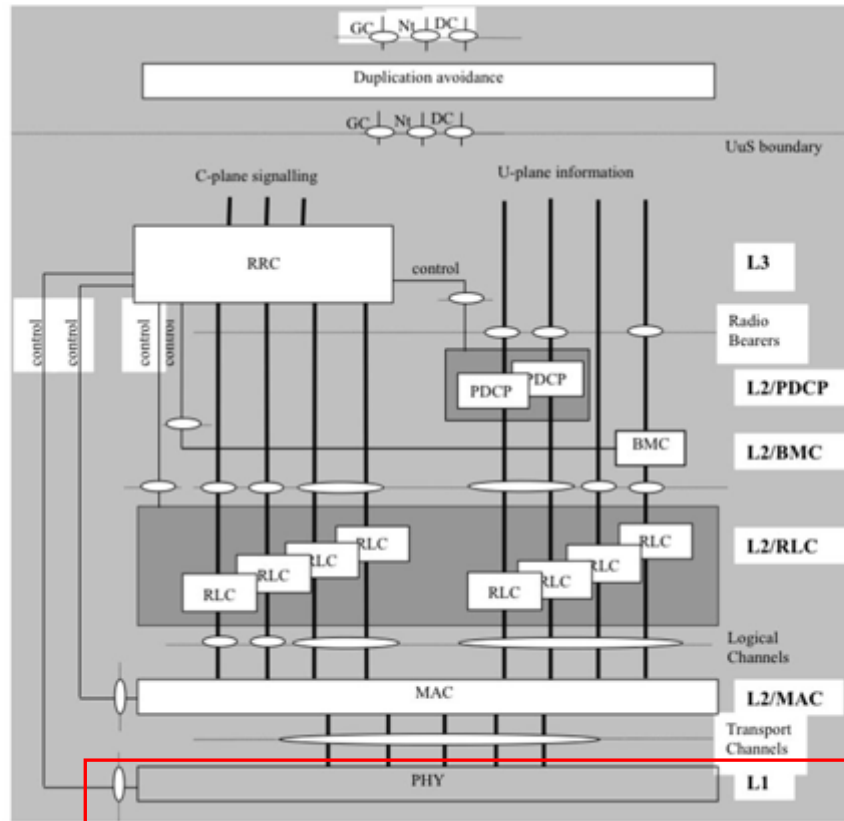 GC Nt DC
Duplication avoidance
GC Nt DC
UuS boundary
C-plane signalling
U-plane information
RRC
control
L3
control
control
control
control
Radio
Bearers
PDCP
PDCP
L2/PDCP
BMC
L2/BMC
RLC
RLC
RLC
RLC
RLC
RLC
RLC
RLC
L2/RLC
Logical
Channels
MAC
L2/MAC
Transport
Channels
PHY
L1